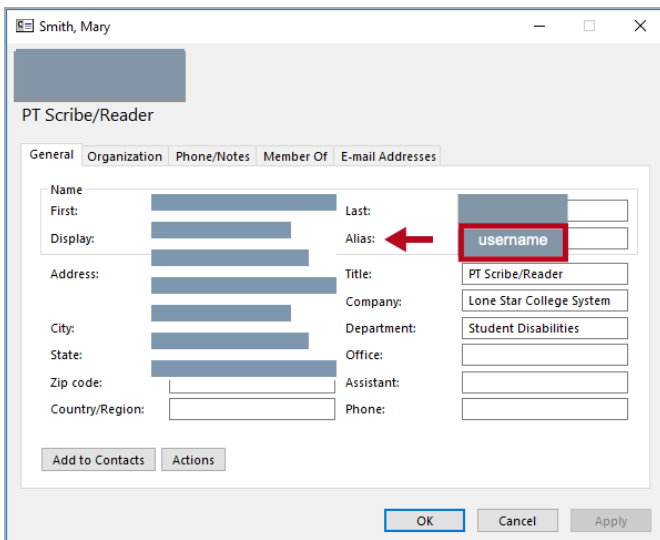 Smith, Mary
PT Scribe/Reader
General Organization Phone/Notes Member Of E-mail Addresses
Name
First: Last:
Display: Alias: username
Address: Title: PT Scribe/Reader
Company: Lone Star College System
City: Department: Student Disabilities
State: Office:
Zip code: Assistant:
Country/Region: Phone:
Add to Contacts Actions
OK Cancel Apply